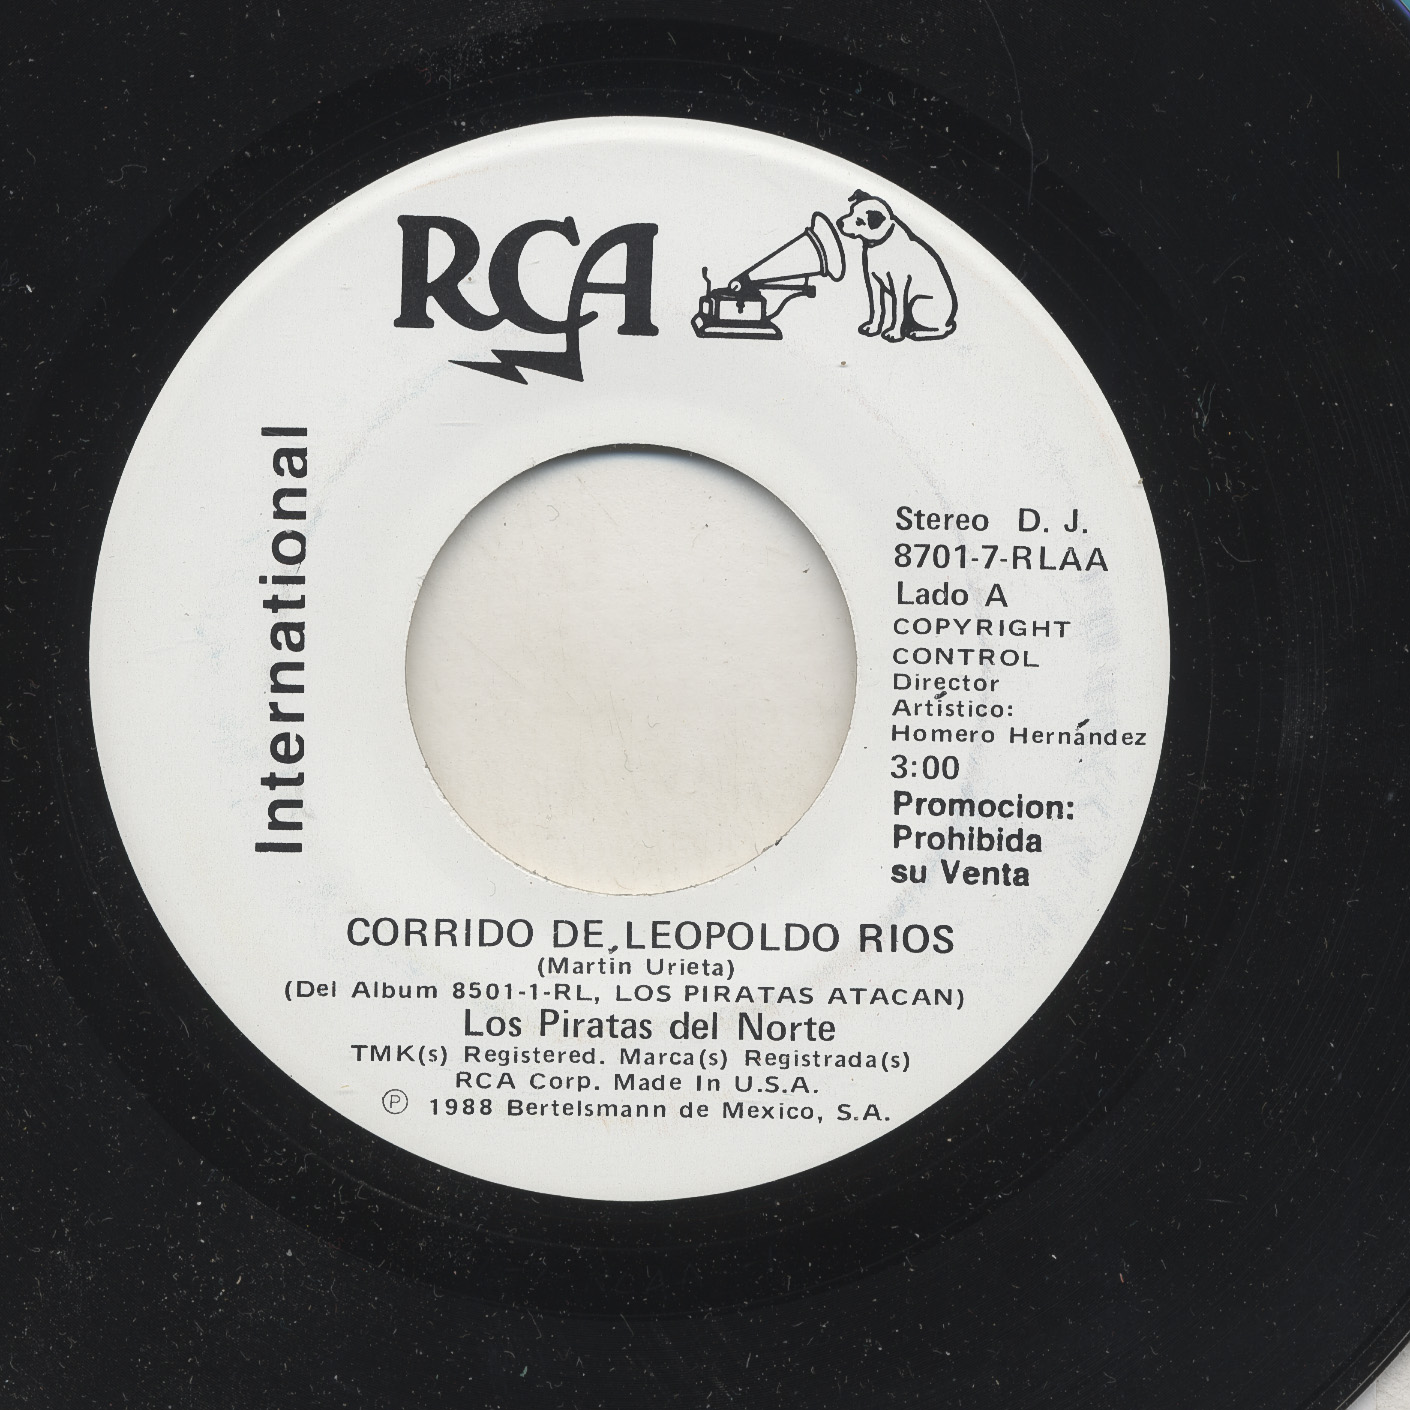 RCA
International
Stereo D. J.
8701-7-RLAA
Lado A
COPYRIGHT
CONTROL
Director
Artístico:
Homero Hernández
3:00
Promocion:
Prohibida
su Venta
CORRIDO DE LEOPOLDO RIOS
(Martín Urieta)
(Del Album 8501-1-RL, LOS PIRATAS ATACAN)
Los Piratas del Norte
TMK(s) Registered. Marca(s) Registrada(s)
RCA Corp. Made In U.S.A.
Ⓟ 1988 Bertelsmann de Mexico, S.A.